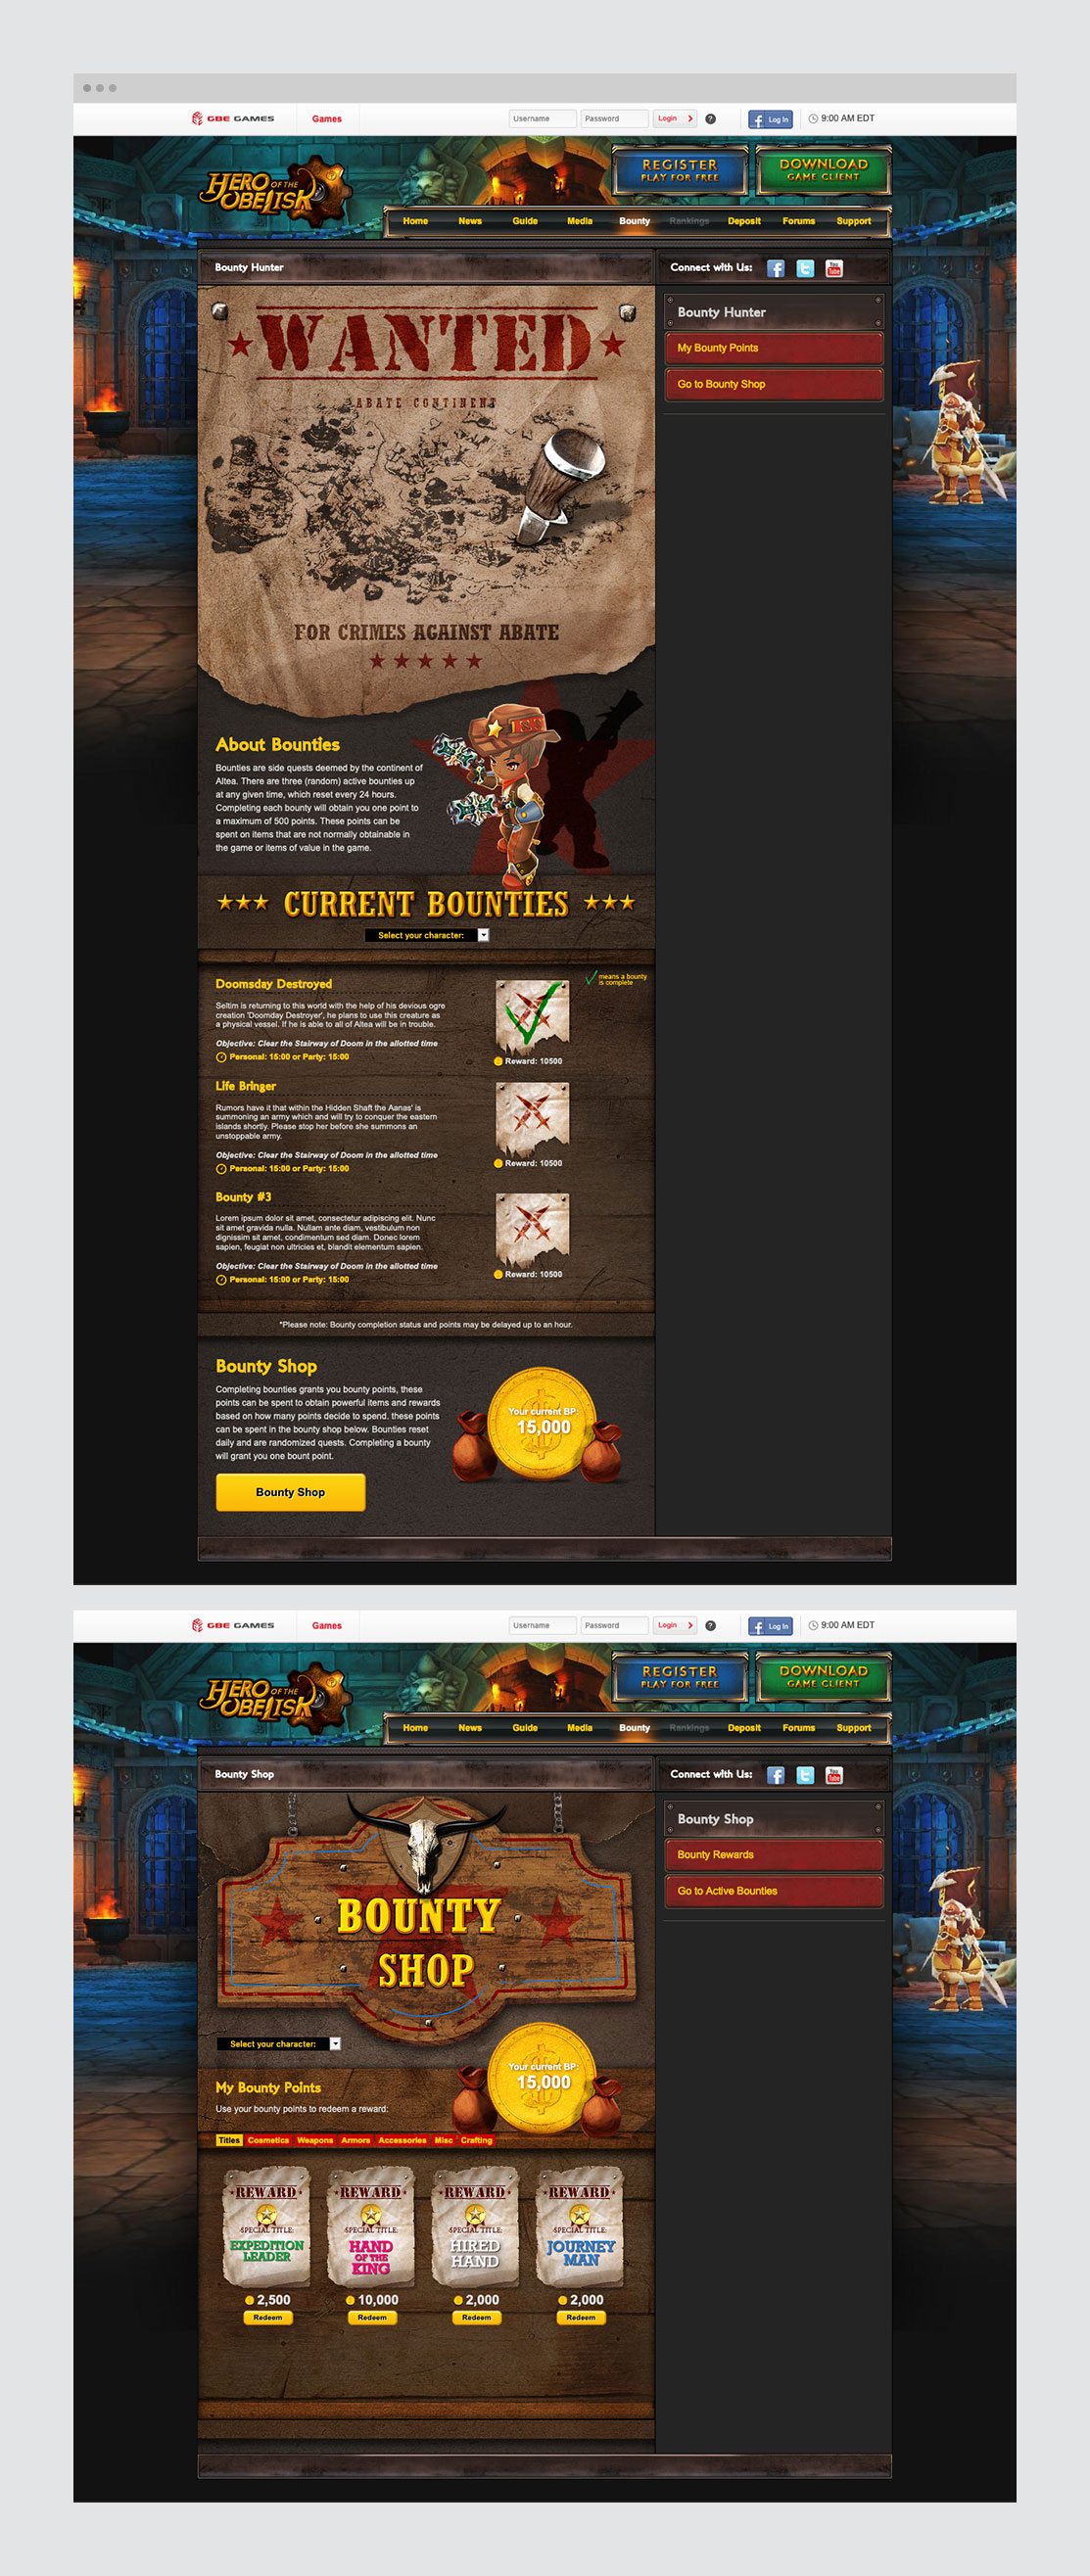 GBE GAMES
Games
Username
Password
Login
?
Log In
9:00 AM EDT
HERO OF THE OBELISK
REGISTER
PLAY FOR FREE
DOWNLOAD
GAME CLIENT
Home News Guide Media Bounty Rankings Deposit Forums Support
Bounty Hunter
Connect with Us:
You Tube
WANTED
ABATE CONTINENT
FOR CRIMES AGAINST ABATE
Bounty Hunter
My Bounty Points
Go to Bounty Shop
About Bounties
Bounties are side quests deemed by the continent of
Altea. There are three (random) active bounties up
at any given time, which reset every 24 hours.
Completing each bounty will obtain you one point to
a maximum of 500 points. These points can be
spent on items that are not normally obtainable in
the game or items of value in the game.
CURRENT BOUNTIES
Select your character:
means a bounty
is complete
Doomsday Destroyed
Seltim is returning to this world with the help of his devious ogre
creation 'Doomday Destroyer', he plans to use this creature as
a physical vessel. If he is able to all of Altea will be in trouble.
Objective: Clear the Stairway of Doom in the allotted time
Personal: 15:00 or Party: 15:00
Reward: 10500
Life Bringer
Rumors have it that within the Hidden Shaft the Aanas' is
summoning an army which and will try to conquer the eastern
islands shortly. Please stop her before she summons an
unstoppable army.
Objective: Clear the Stairway of Doom in the allotted time
Personal: 15:00 or Party: 15:00
Reward: 10500
Bounty #3
Lorem ipsum dolor sit amet, consectetur adipiscing elit. Nunc
sit amet gravida nulla. Nullam ante diam, vestibulum non
dignissim sit amet, condimentum sed diam. Donec lorem
sapien, feugiat non ultricies et, blandit elementum sapien.
Objective: Clear the Stairway of Doom in the allotted time
Personal: 15:00 or Party: 15:00
Reward: 10500
*Please note: Bounty completion status and points may be delayed up to an hour.
Bounty Shop
Completing bounties grants you bounty points, these
points can be spent to obtain powerful items and rewards
based on how many points decide to spend. these points
can be spent in the bounty shop below. Bounties reset
daily and are randomized quests. Completing a bounty
will grant you one bount point.
Your current BP:
15,000
Bounty Shop
GBE GAMES
Games
Username
Password
Login
?
Log In
9:00 AM EDT
HERO OF THE OBELISK
REGISTER
PLAY FOR FREE
DOWNLOAD
GAME CLIENT
Home News Guide Media Bounty Rankings Deposit Forums Support
Bounty Shop
Connect with Us:
You Tube
BOUNTY
SHOP
Bounty Shop
Bounty Rewards
Go to Active Bounties
Select your character:
Your current BP:
15,000
My Bounty Points
Use your bounty points to redeem a reward:
Titles Cosmetics Weapons Armors Accessories Misc Crafting
REWARD
SPECIAL TITLE:
EXPEDITION
LEADER
2,500
Redeem
REWARD
SPECIAL TITLE:
HAND
OF THE
KING
10,000
Redeem
REWARD
SPECIAL TITLE:
HIRED
HAND
2,000
Redeem
REWARD
SPECIAL TITLE:
JOURNEY
MAN
2,000
Redeem